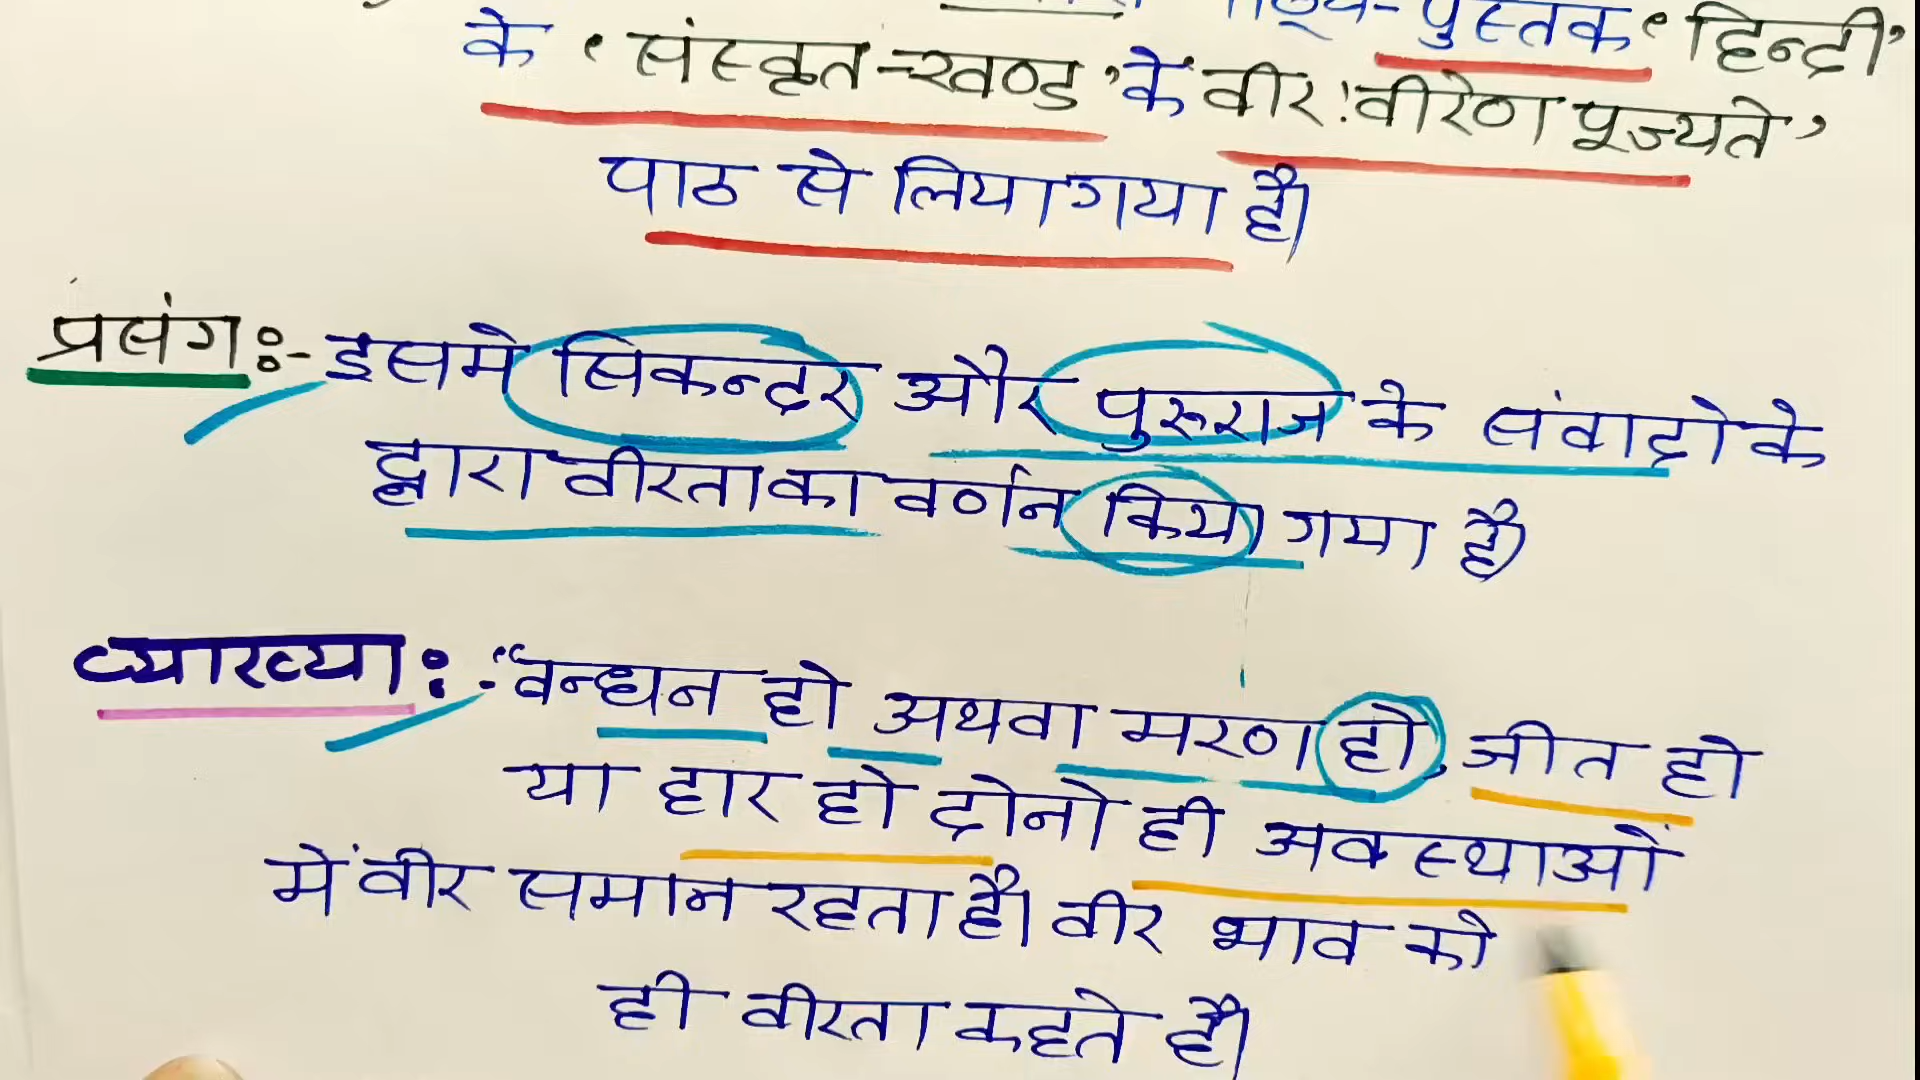 पाठ्य-पुस्तक 'हिन्दी'
के 'संस्कृत-खण्ड' के 'वीरः वीरेण पूज्यते'
पाठ से लिया गया है।
प्रसंगः- इसमे सिकन्दर और पुरूराज के संवादो के
द्वारा वीरता का वर्णन किया गया है।
व्याख्याः- "बन्धन हो अथवा मरण हो, जीत हो
या हार हो दोनो ही अवस्थाओं
में वीर समान रहता है। वीर भाव को
ही वीरता कहते है।